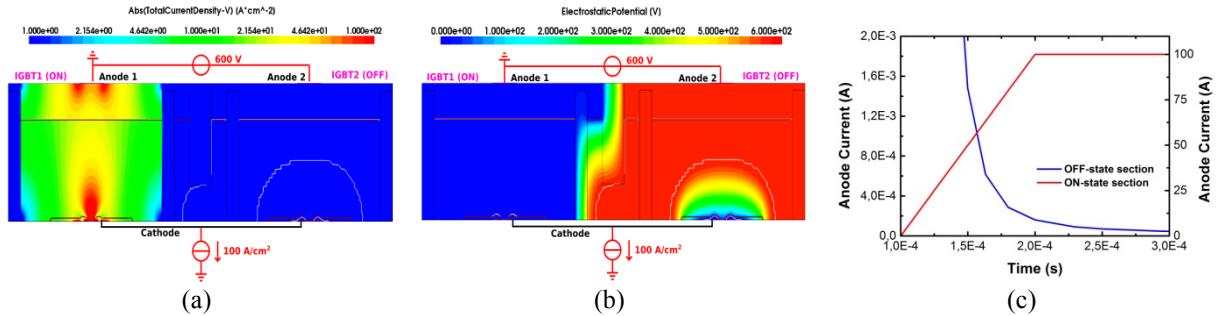 Abs(TotalCurrentDensity-V) (A*cm^-2)
1.000e+00 2.154e+00 4.642e+00 1.000e+01 2.154e+01 4.642e+01 1.000e+02
600 V
IGBT1 (ON) Anode 1 Anode 2 IGBT2 (OFF)
Cathode
100 A/cm²
(a)
ElectrostaticPotential (V)
0.000e+00 1.000e+02 2.000e+02 3.000e+02 4.000e+02 5.000e+02 6.000e+02
600 V
IGBT1 (ON) Anode 1 Anode 2 IGBT2 (OFF)
Cathode
100 A/cm²
(b)
2,0E-3
1,6E-3
1,2E-3
8,0E-4
4,0E-4
0,0
Anode Current (A)
100
75
50
25
0
Anode Current (A)
OFF-state section
ON-state section
1,0E-4 1,5E-4 2,0E-4 2,5E-4 3,0E-4
Time (s)
(c)